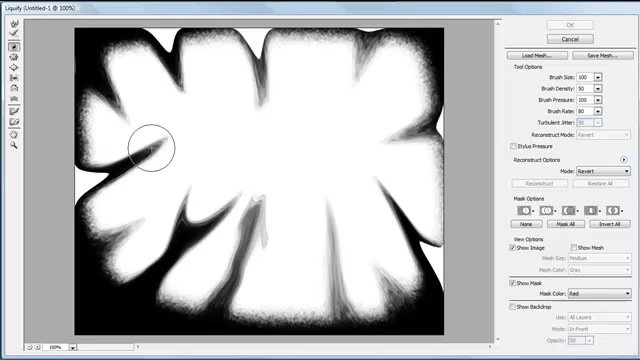 Liquify (Untitled-1 @ 100%)
OK
Cancel
Load Mesh...
Save Mesh...
Tool Options
Brush Size: 100
Brush Density: 50
Brush Pressure: 100
Brush Rate: 80
Turbulent Jitter: 50
Reconstruct Mode: Revert
Stylus Pressure
Reconstruct Options
Mode: Revert
Reconstruct
Restore All
Mask Options
None
Mask All
Invert All
View Options
Show Image
Show Mesh
Mesh Size: Medium
Mesh Color: Gray
Show Mask
Mask Color: Red
Show Backdrop
Use: All Layers
Mode: In Front
Opacity: 50
100%